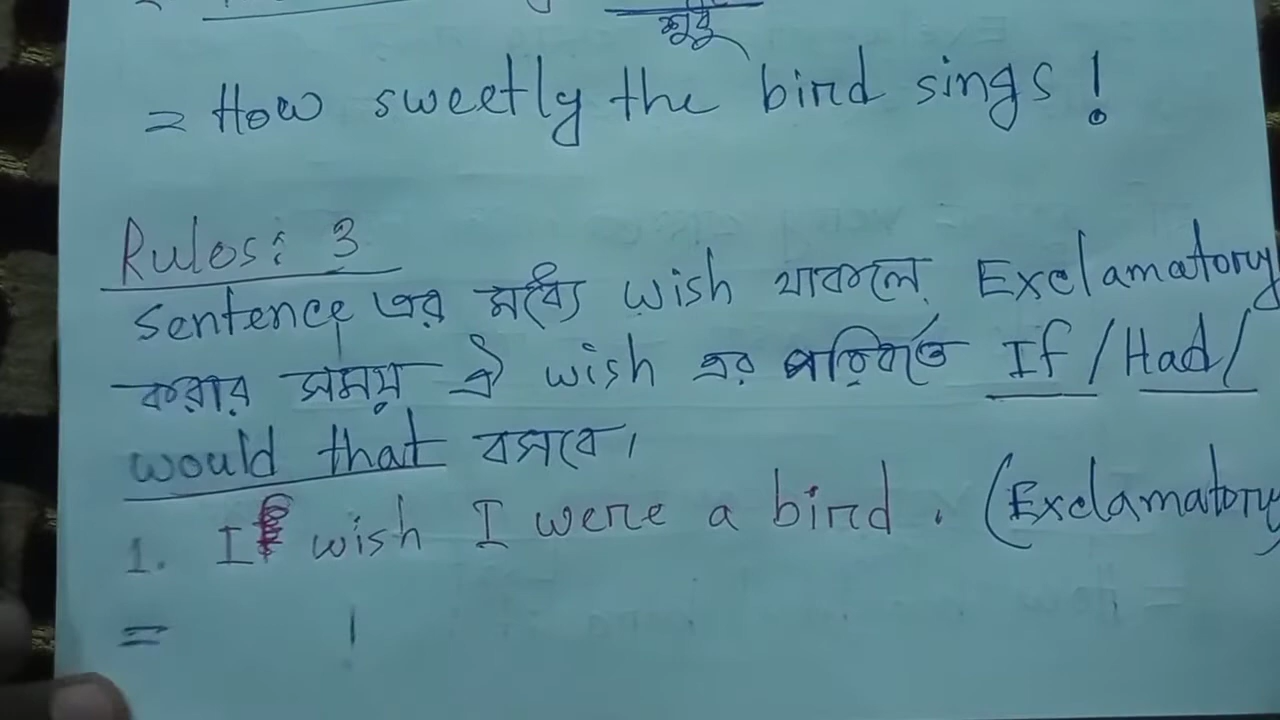 শুধু
= How sweetly the bird sings!
Rules: 3
Sentence এর মধ্যে wish থাকলে Exclamatory
করার সময় ঐ wish এর পরিবর্তে If/Had/
would that বসবে।
1. I wish I were a bird. (Exclamatory
=